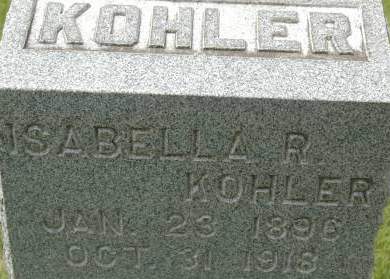 KOHLER
ISABELLA R.
KOHLER
JAN. 23 1896
OCT. 31 1918